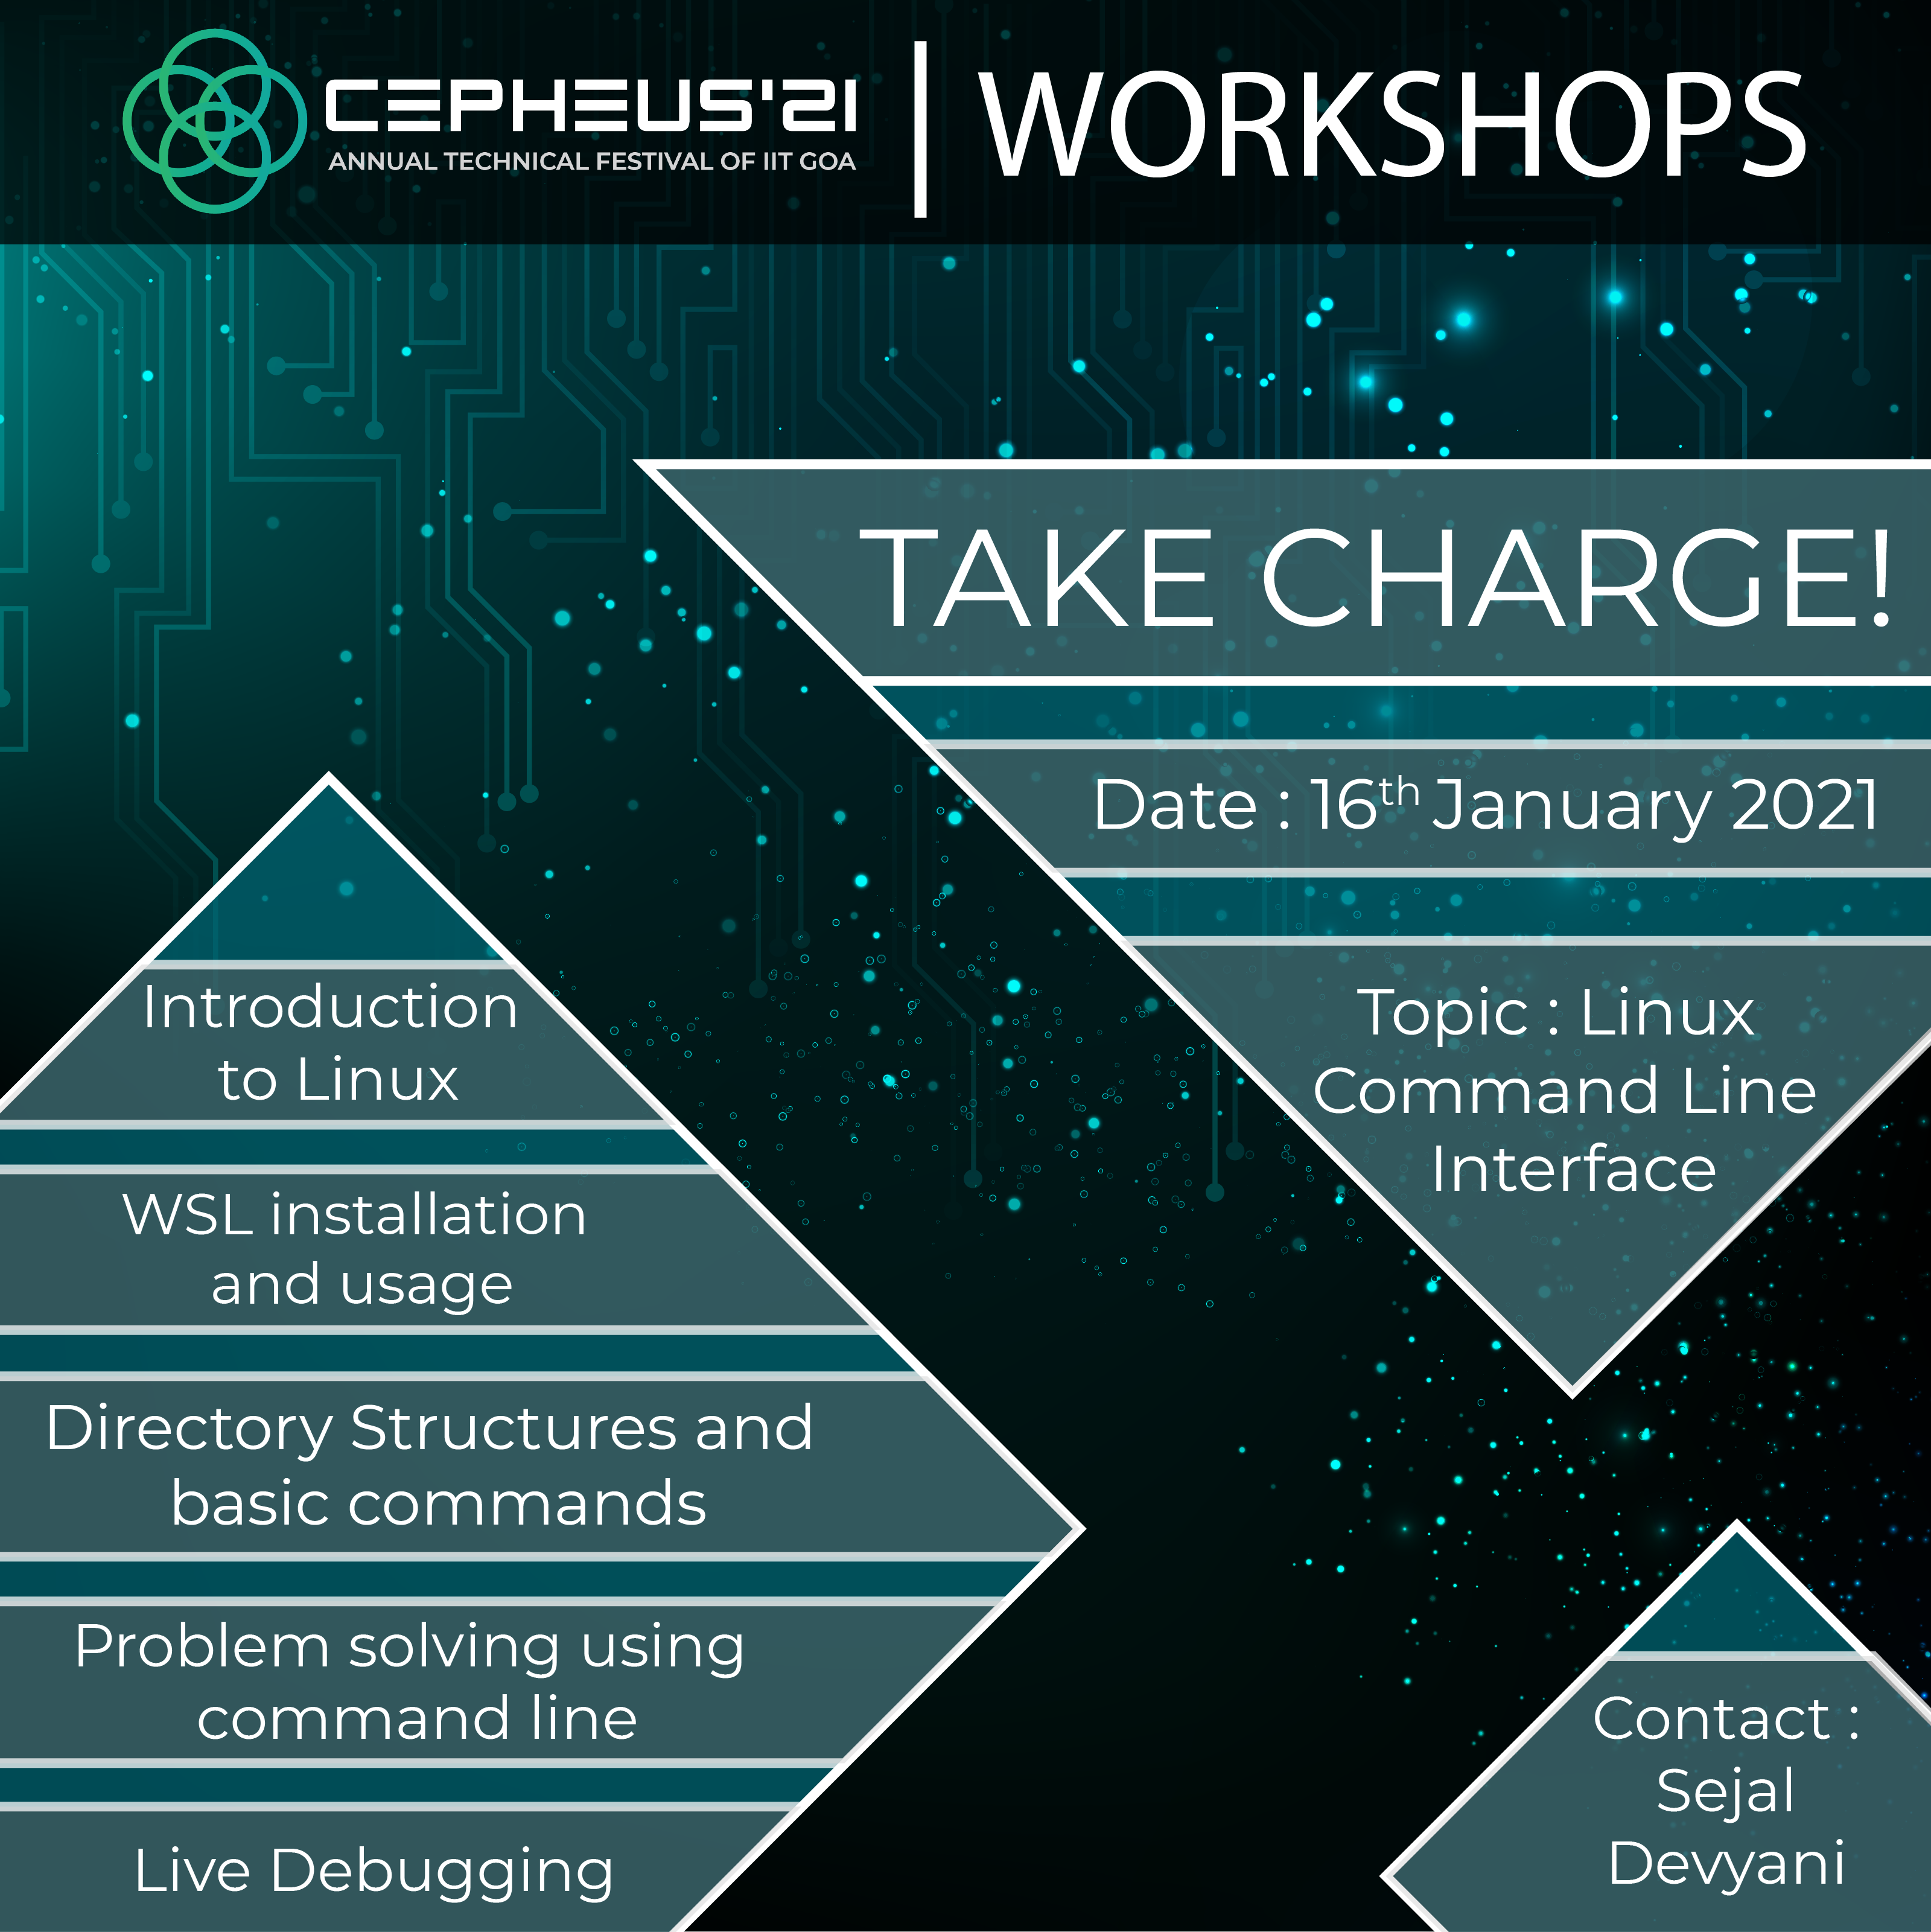 CEPHEUS'21
ANNUAL TECHNICAL FESTIVAL OF IIT GOA
WORKSHOPS
TAKE CHARGE!
Date : 16th January 2021
Topic : Linux
Command Line
Interface
Introduction
to Linux
WSL installation
and usage
Directory Structures and
basic commands
Problem solving using
command line
Live Debugging
Contact :
Sejal
Devyani